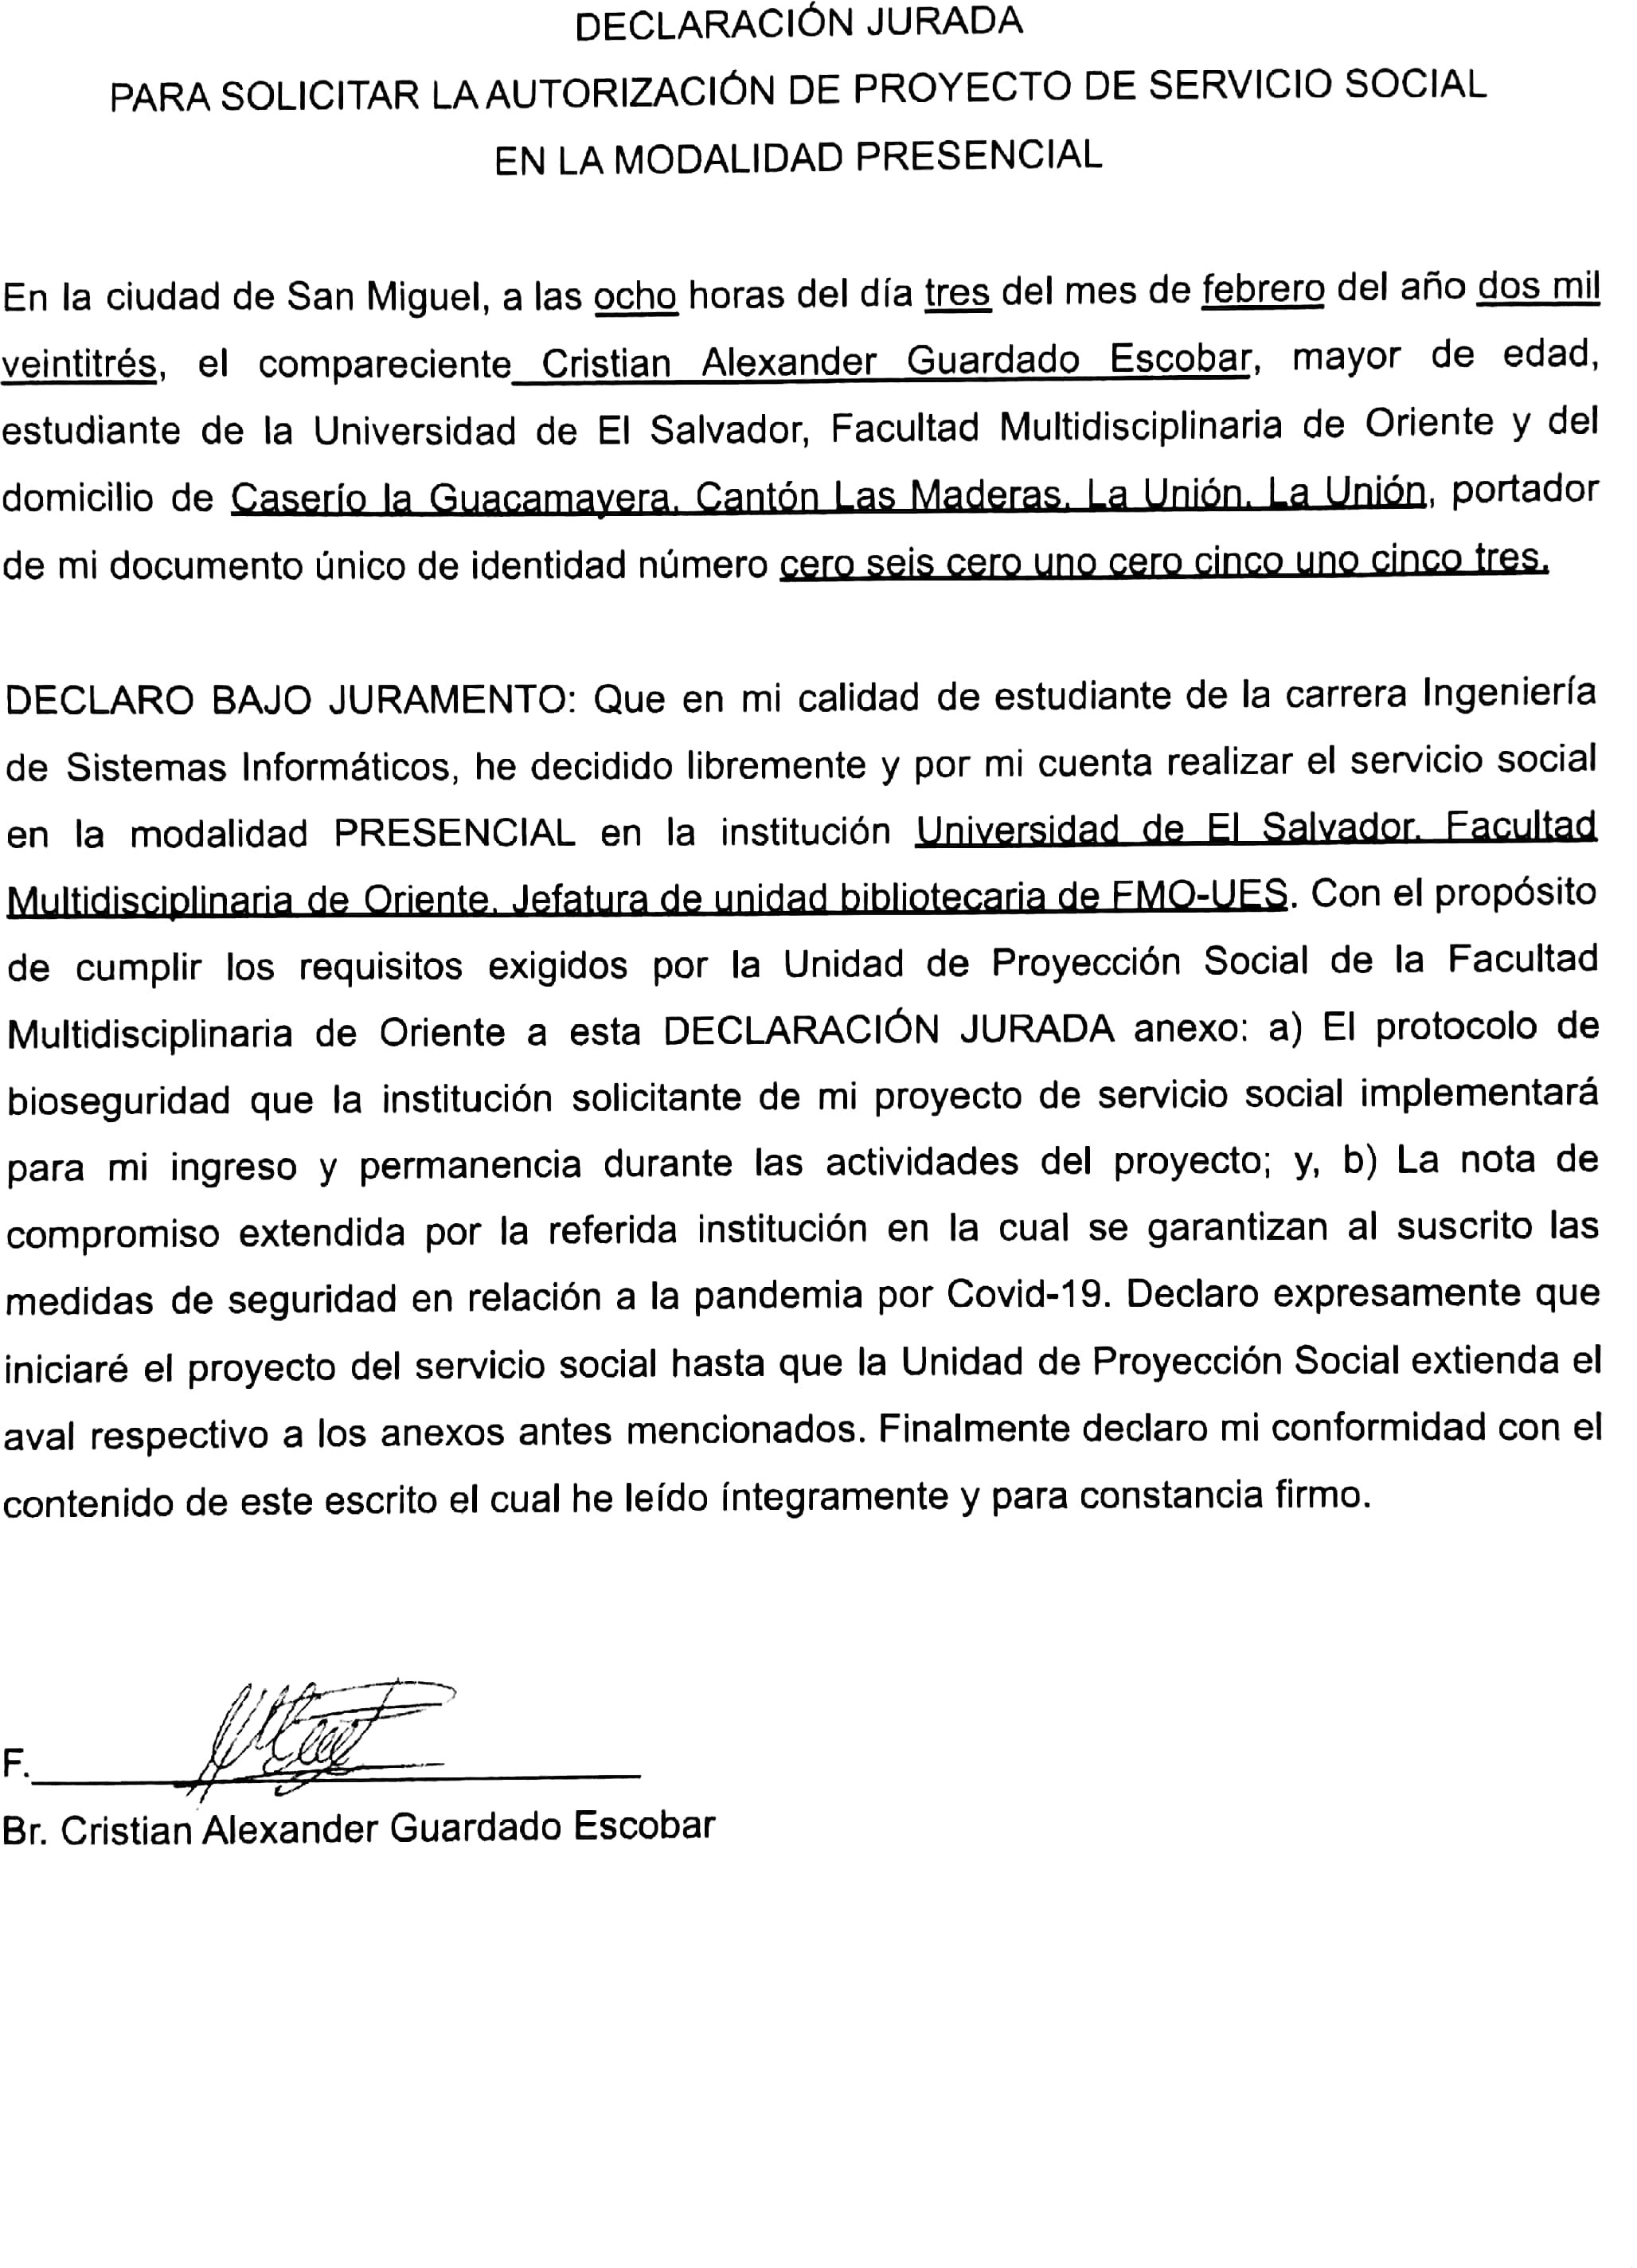 DECLARACIÓN JURADA
PARA SOLICITAR LA AUTORIZACIÓN DE PROYECTO DE SERVICIO SOCIAL
EN LA MODALIDAD PRESENCIAL
En la ciudad de San Miguel, a las ocho horas del día tres del mes de febrero del año dos mil
veintitrés, el compareciente Cristian Alexander Guardado Escobar, mayor de edad,
estudiante de la Universidad de El Salvador, Facultad Multidisciplinaria de Oriente y del
domicilio de Caserío la Guacamayera, Cantón Las Maderas, La Unión, La Unión, portador
de mi documento único de identidad número cero seis cero uno cero cinco uno cinco tres.
DECLARO BAJO JURAMENTO: Que en mi calidad de estudiante de la carrera Ingeniería
de Sistemas Informáticos, he decidido libremente y por mi cuenta realizar el servicio social
en la modalidad PRESENCIAL en la institución Universidad de El Salvador, Facultad
Multidisciplinaria de Oriente, Jefatura de unidad bibliotecaria de FMO-UES. Con el propósito
de cumplir los requisitos exigidos por la Unidad de Proyección Social de la Facultad
Multidisciplinaria de Oriente a esta DECLARACIÓN JURADA anexo: a) El protocolo de
bioseguridad que la institución solicitante de mi proyecto de servicio social implementará
para mi ingreso y permanencia durante las actividades del proyecto; y, b) La nota de
compromiso extendida por la referida institución en la cual se garantizan al suscrito las
medidas de seguridad en relación a la pandemia por Covid-19. Declaro expresamente que
iniciaré el proyecto del servicio social hasta que la Unidad de Proyección Social extienda el
aval respectivo a los anexos antes mencionados. Finalmente declaro mi conformidad con el
contenido de este escrito el cual he leído íntegramente y para constancia firmo.
F.
Br. Cristian Alexander Guardado Escobar